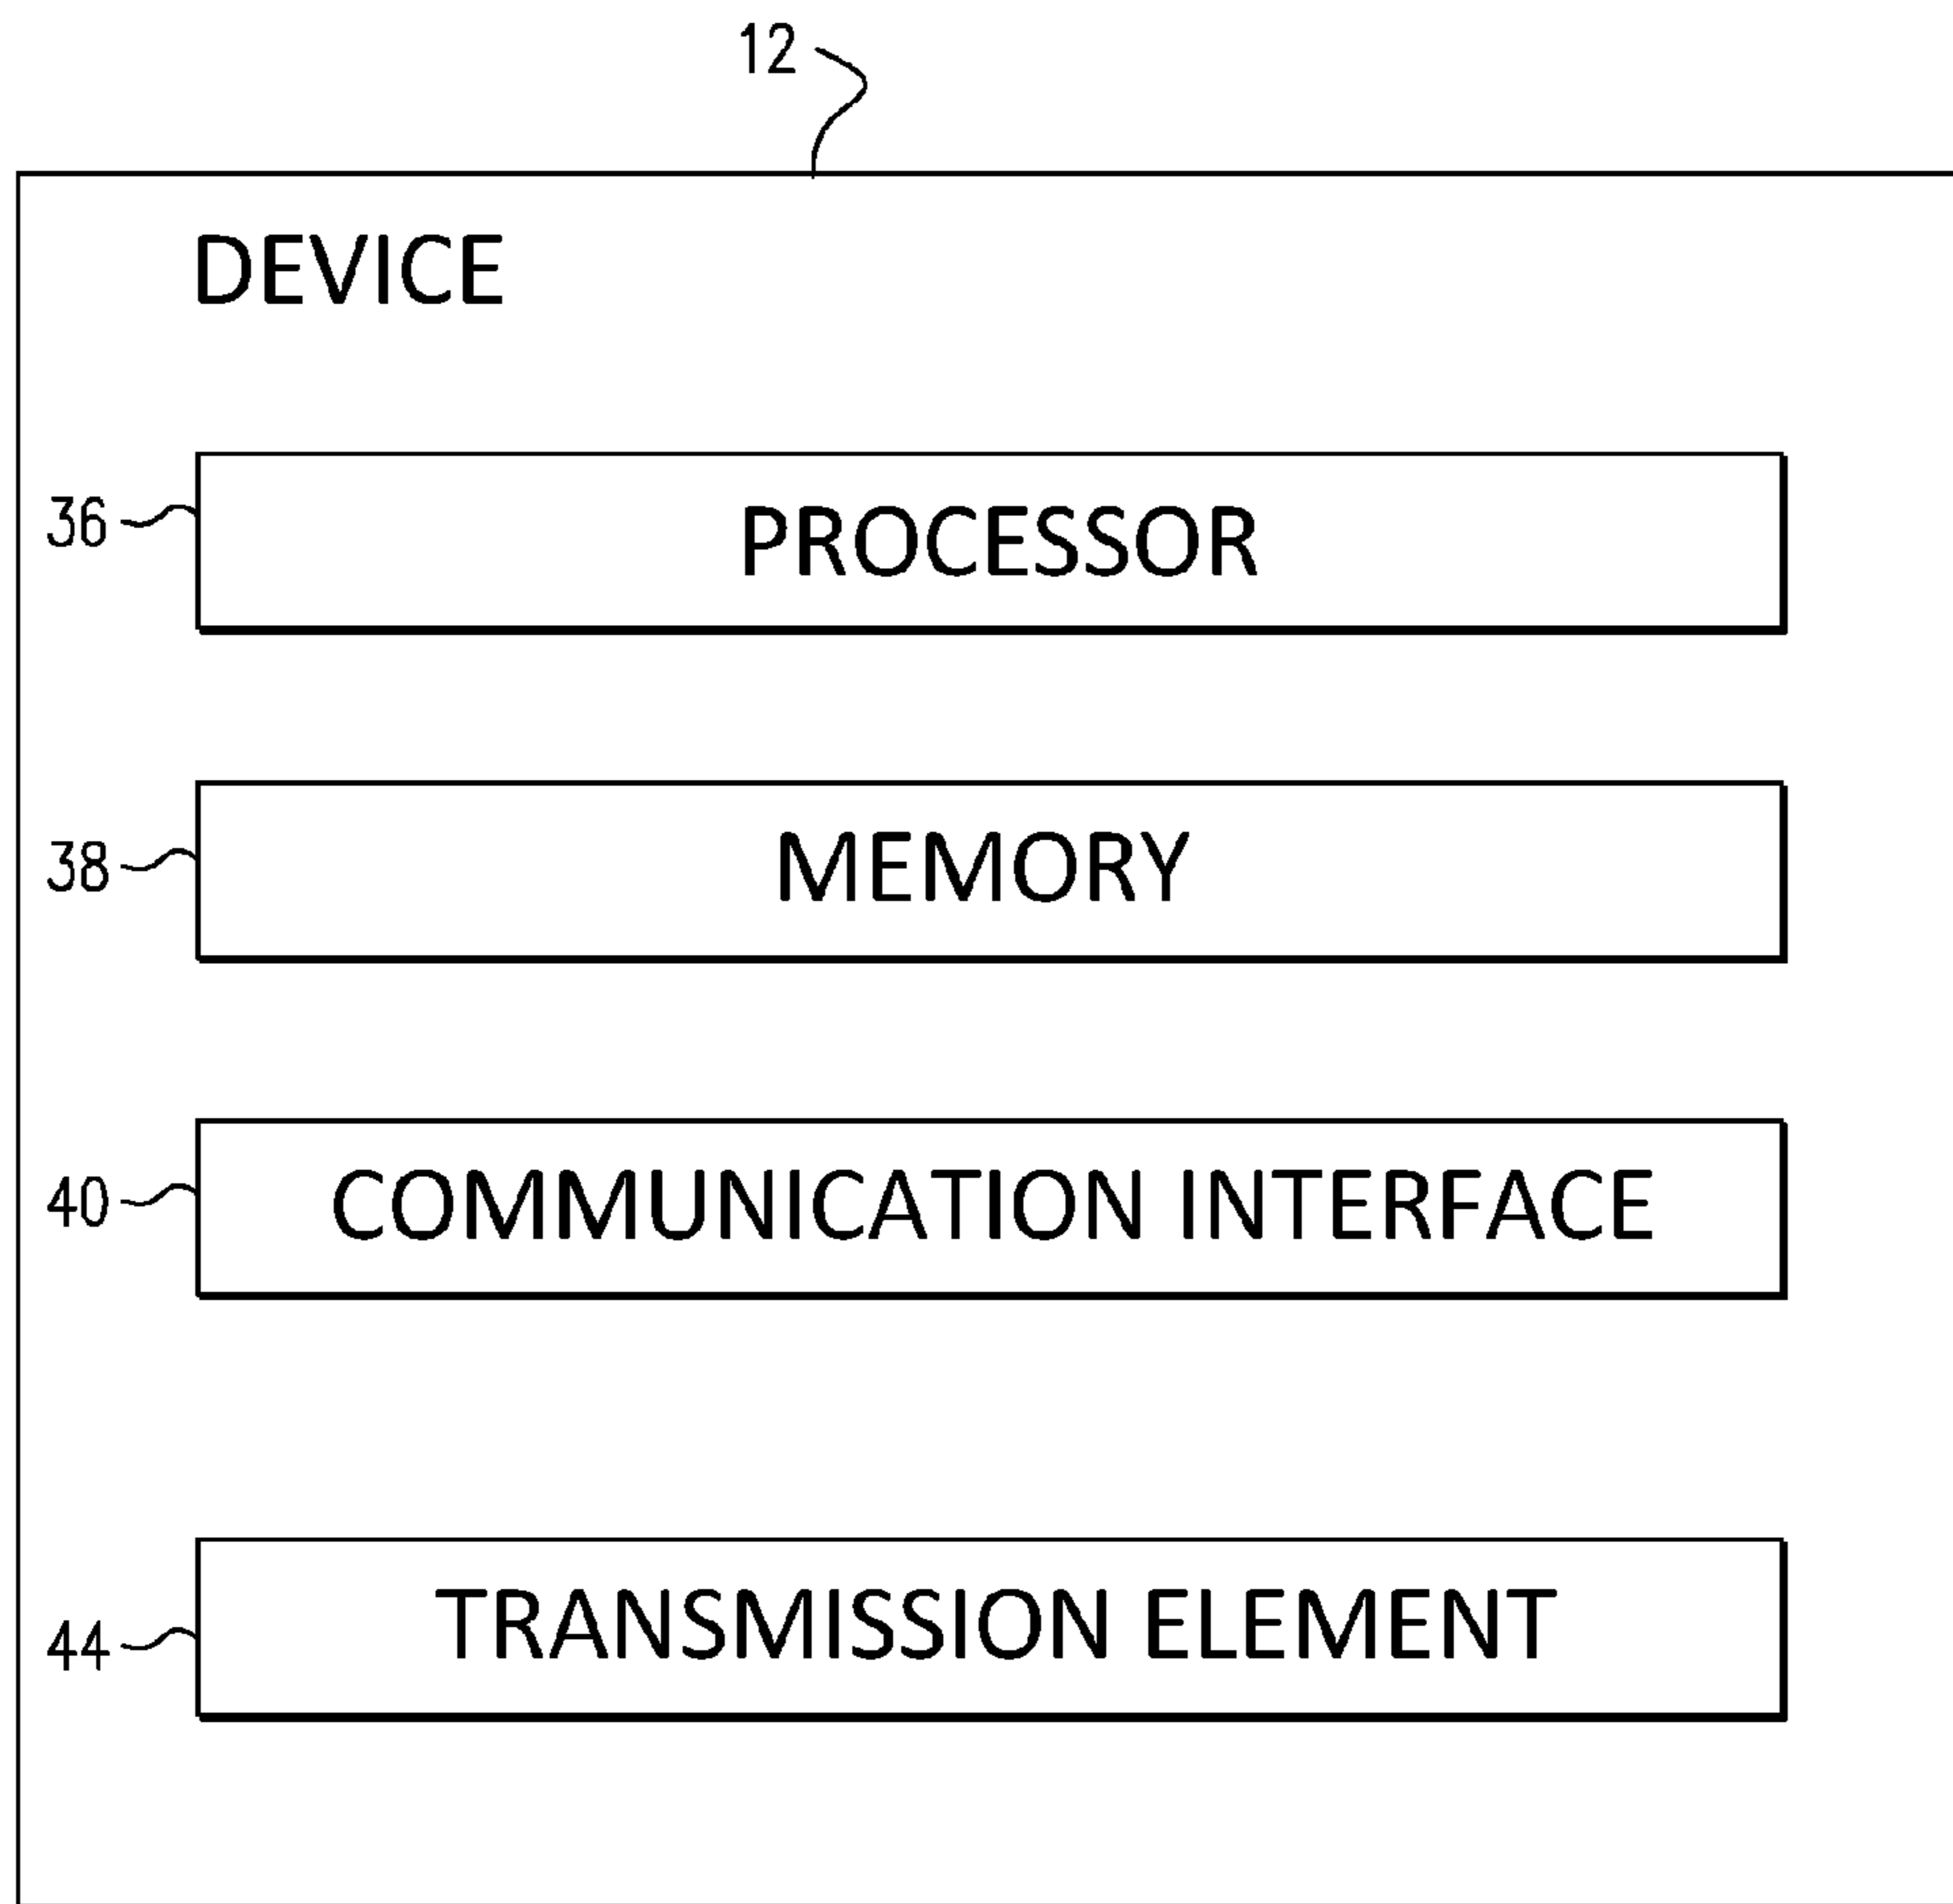 12
DEVICE
36 PROCESSOR
38 MEMORY
40 COMMUNICATION INTERFACE
44 TRANSMISSION ELEMENT